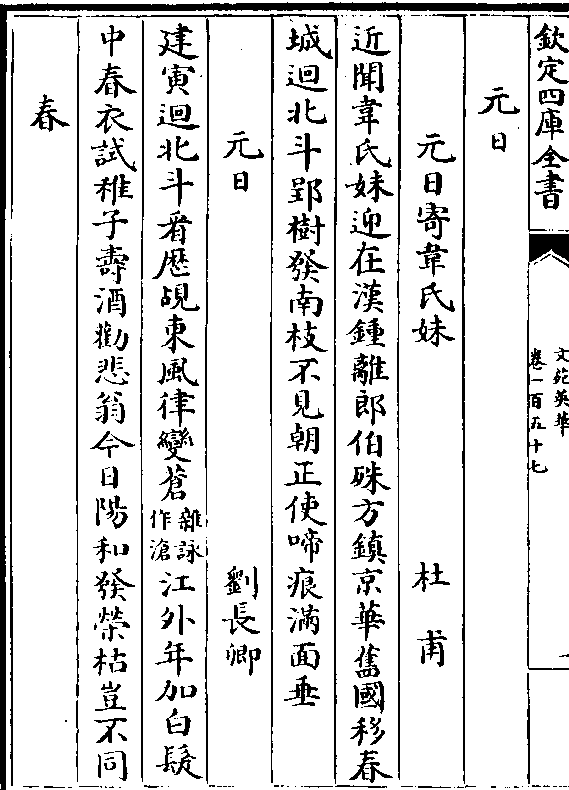 欽定四庫全書
文苑英華
卷一百五十七
元日
元日寄韋氏妹 杜甫
近聞韋氏妹迎在漢鍾離郎伯殊方鎮京華舊國移春
城迴北斗郢樹發南枝不見朝正使啼痕滿面垂
元日 劉長卿
建寅迴北斗看厯覘東風律變蒼雜詠作滄江外年加白髮
中春衣試稚子壽酒勸悲翁今日陽和發榮枯豈不同
春